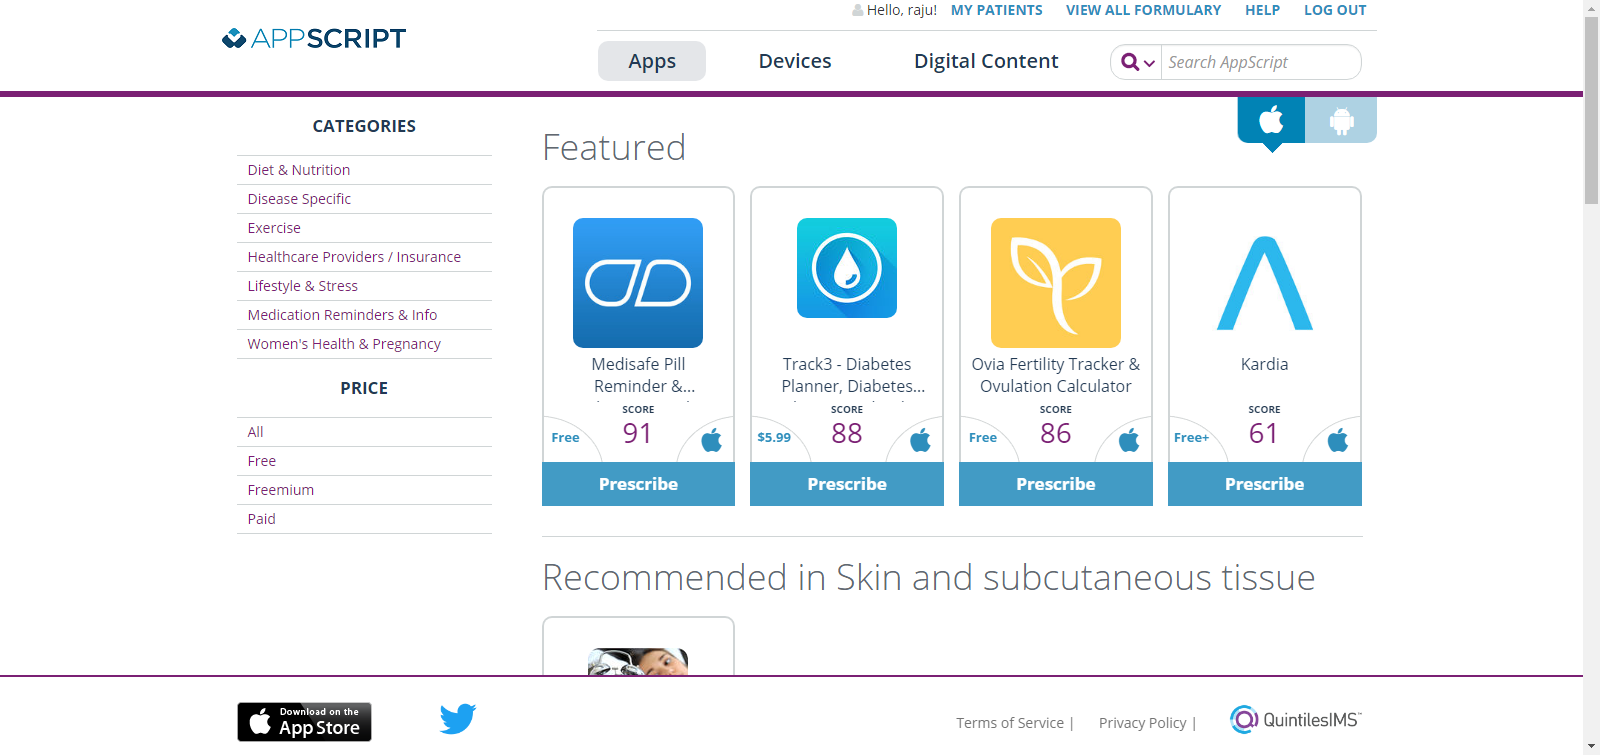 Hello, raju! MY PATIENTS VIEW ALL FORMULARY HELP LOG OUT
APPSCRIPT
Apps Devices Digital Content Search AppScript
CATEGORIES
Diet & Nutrition
Disease Specific
Exercise
Healthcare Providers / Insurance
Lifestyle & Stress
Medication Reminders & Info
Women's Health & Pregnancy
PRICE
All
Free
Freemium
Paid
Featured
Medisafe Pill
Reminder &...
SCORE
Free 91
Prescribe
Track3 - Diabetes
Planner, Diabetes...
SCORE
$5.99 88
Prescribe
Ovia Fertility Tracker &
Ovulation Calculator
SCORE
Free 86
Prescribe
Kardia
SCORE
Free+ 61
Prescribe
Recommended in Skin and subcutaneous tissue
Download on the
App Store
Terms of Service | Privacy Policy |
QuintilesIMS™